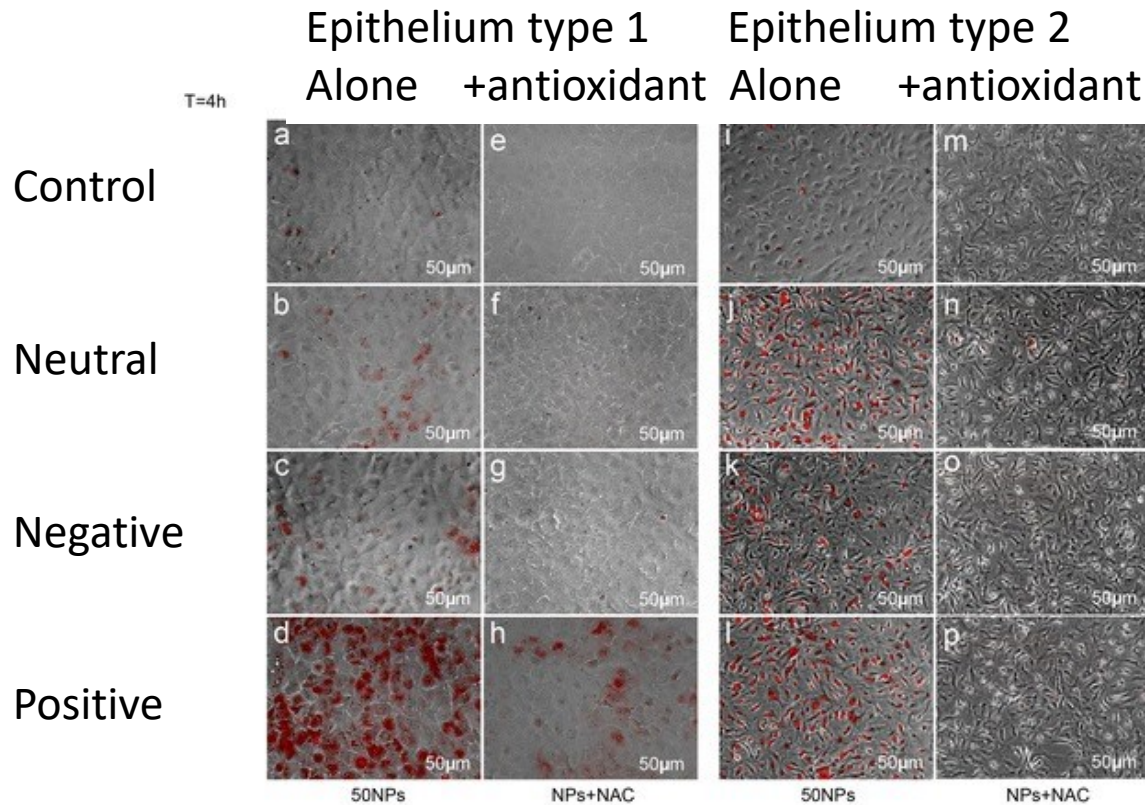 Epithelium type 1 Epithelium type 2
Alone +antioxidant Alone +antioxidant
T=4h
Control
a 50µm e 50µm i 50µm m 50µm
Neutral
b 50µm f 50µm j 50µm n 50µm
Negative
c 50µm g 50µm k 50µm o 50µm
Positive
d 50µm h 50µm l 50µm p 50µm
50NPs NPs+NAC 50NPs NPs+NAC